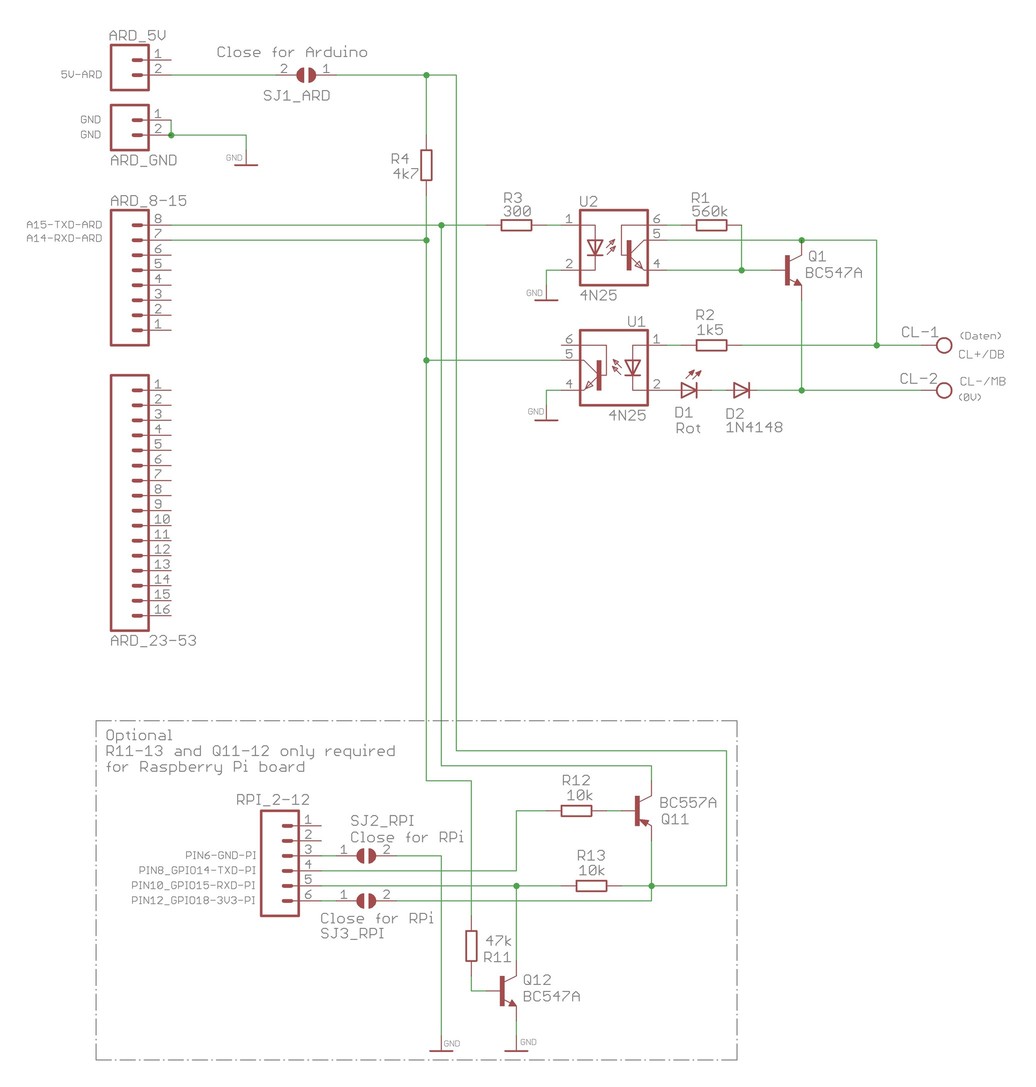 ARD_5V
1
5V-ARD
2
Close for Arduino
2
1
SJ1_ARD
GND
1
GND
2
ARD_GND
GND
R4
4k7
ARD_8-15
A15-TXD-ARD
8
A14-RXD-ARD
7
6
5
4
3
2
1
R3
300
U2
1
2
6
5
4
4N25
GND
R1
560k
Q1
BC547A
U1
6
5
4
1
2
4N25
GND
R2
1k5
D1
Rot
D2
1N4148
CL-1
(Daten)
CL+/DB
CL-2
CL-/MB
(0V)
1
2
3
4
5
6
7
8
9
10
11
12
13
14
15
16
ARD_23-53
Optional
R11-13 and Q11-12 only required
for Raspberry Pi board
RPI_2-12
1
2
PIN6-GND-PI
3
PIN8_GPIO14-TXD-PI
4
PIN10_GPIO15-RXD-PI
5
PIN12_GPIO18-3V3-PI
6
SJ2_RPI
Close for RPi
1
2
1
2
Close for RPi
SJ3_RPI
R12
10k
BC557A
Q11
R13
10k
47k
R11
Q12
BC547A
GND
GND